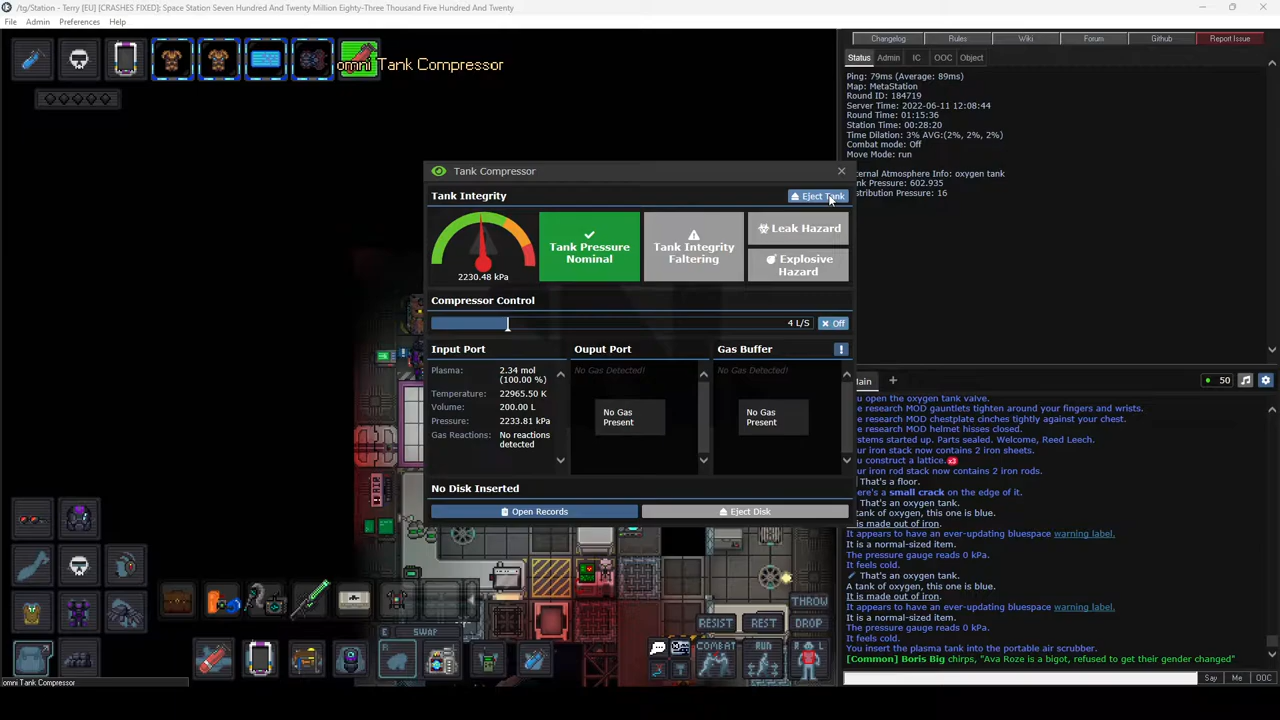 /tg/Station - Terry [EU] [CRASHES FIXED]: Space Station Seven Hundred And Twenty Million Eighty-Three Thousand Five Hundred And Seventy
File Admin Preferences Help
Changelog Rules Wiki Forum Github Report Issue
Status Admin IC OOC Object
omni Tank Compressor
Ping: 79ms (Average: 89ms)
Map: MetaStation
Round ID: 184719
Server Time: 2022-06-11 12:08:44
Round Time: 01:15:36
Station Time: 00:28:20
Time Dilation: 3% AVG:(2%, 2%, 2%)
Combat mode: Off
Move Mode: run
ernal Atmosphere Info: oxygen tank
nk Pressure: 602.935
tribution Pressure: 16
Tank Compressor
Tank Integrity
Eject Tank
2230.48 kPa
Tank Pressure Nominal
Tank Integrity Faltering
Leak Hazard
Explosive Hazard
Compressor Control
4 L/S
Off
Input Port
Plasma: 2.34 mol (100.00 %)
Temperature: 22965.50 K
Volume: 200.00 L
Pressure: 2233.81 kPa
Gas Reactions: No reactions detected
Ouput Port
No Gas Detected!
No Gas Present
Gas Buffer
No Gas Detected!
No Gas Present
No Disk Inserted
Open Records
Eject Disk
lain + 50
u open the oxygen tank valve.
e research MOD gauntlets tighten around your fingers and wrists.
e research MOD chestplate cinches tightly against your chest.
e research MOD helmet hisses closed.
stems started up. Parts sealed. Welcome, Reed Leech.
ur iron stack now contains 2 iron sheets.
u construct a lattice. x3
ur iron rod stack now contains 2 iron rods.
That's a floor.
ere's a small crack on the edge of it.
That's an oxygen tank.
tank of oxygen, this one is blue.
is made out of iron.
It appears to have an ever-updating bluespace warning label.
It is a normal-sized item.
The pressure gauge reads 0 kPa.
It feels cold.
That's an oxygen tank.
A tank of oxygen, this one is blue.
It is made out of iron.
It appears to have an ever-updating bluespace warning label.
It is a normal-sized item.
The pressure gauge reads 0 kPa.
It feels cold.
You insert the plasma tank into the portable air scrubber.
[Common] Boris Big chirps, "Ava Roze is a bigot, refused to get their gender changed"
Say Me OOC
THROW
RESIST REST DROP
E SWAP
COMBAT Run R L
omni Tank Compressor